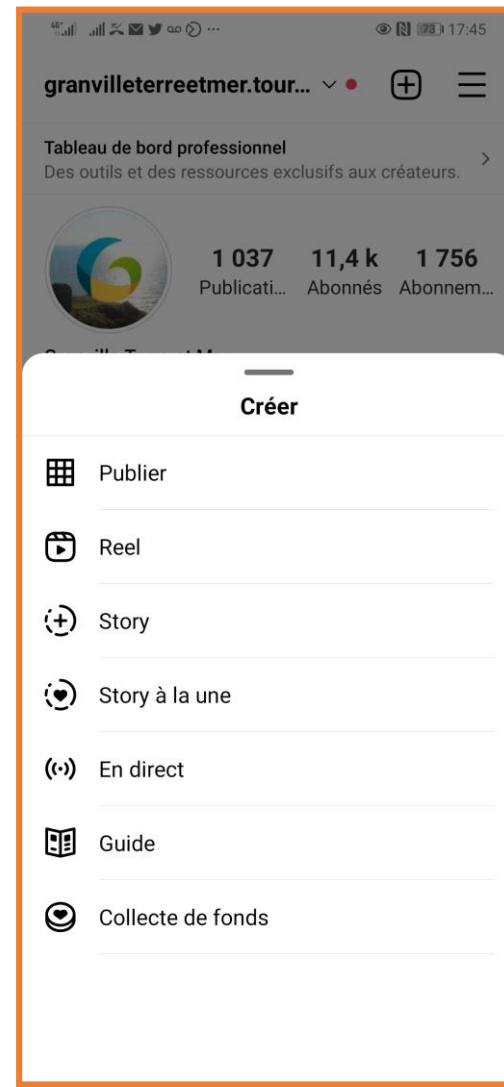 73 17:45
granvilleterreetmer.tour...
Tableau de bord professionnel
Des outils et des ressources exclusifs aux créateurs.
1 037 11,4 k 1 756
Publicati... Abonnés Abonnem...
Créer
Publier
Reel
Story
Story à la une
En direct
Guide
Collecte de fonds